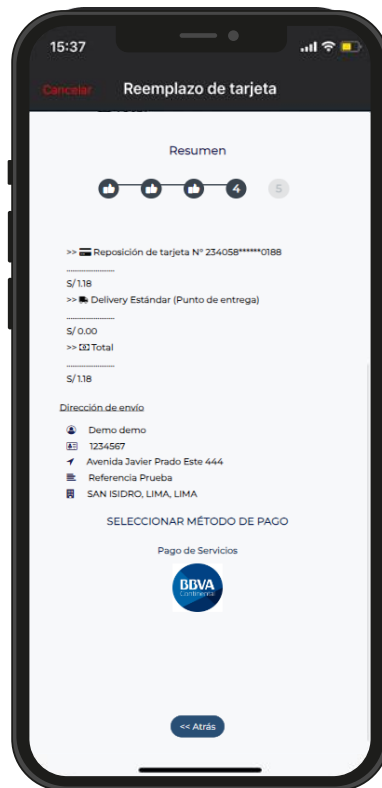 15:37
Cancelar Reemplazo de tarjeta
Resumen
4 5
>> Reposición de tarjeta N° 234058******0188
........................
S/ 1.18
>> Delivery Estándar (Punto de entrega)
........................
S/ 0.00
>> Total
........................
S/ 1.18
Dirección de envío
Demo demo
1234567
Avenida Javier Prado Este 444
Referencia Prueba
SAN ISIDRO, LIMA, LIMA
SELECCIONAR MÉTODO DE PAGO
Pago de Servicios
BBVA
Continental
<< Atrás